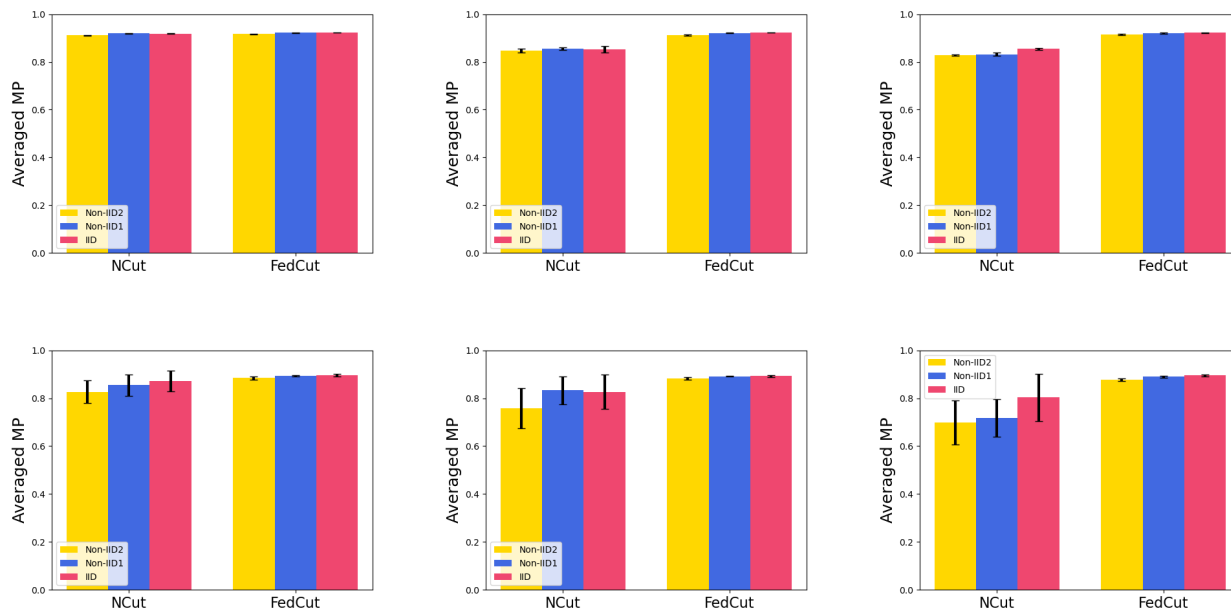 Averaged MP
1.0
0.8
0.6
0.4
0.2
0.0
Non-IID2
Non-IID1
IID
NCut
FedCut
Averaged MP
1.0
0.8
0.6
0.4
0.2
0.0
Non-IID2
Non-IID1
IID
NCut
FedCut
Averaged MP
1.0
0.8
0.6
0.4
0.2
0.0
Non-IID2
Non-IID1
IID
NCut
FedCut
Averaged MP
1.0
0.8
0.6
0.4
0.2
0.0
Non-IID2
Non-IID1
IID
NCut
FedCut
Averaged MP
1.0
0.8
0.6
0.4
0.2
0.0
Non-IID2
Non-IID1
IID
NCut
FedCut
Averaged MP
1.0
0.8
0.6
0.4
0.2
0.0
Non-IID2
Non-IID1
IID
NCut
FedCut